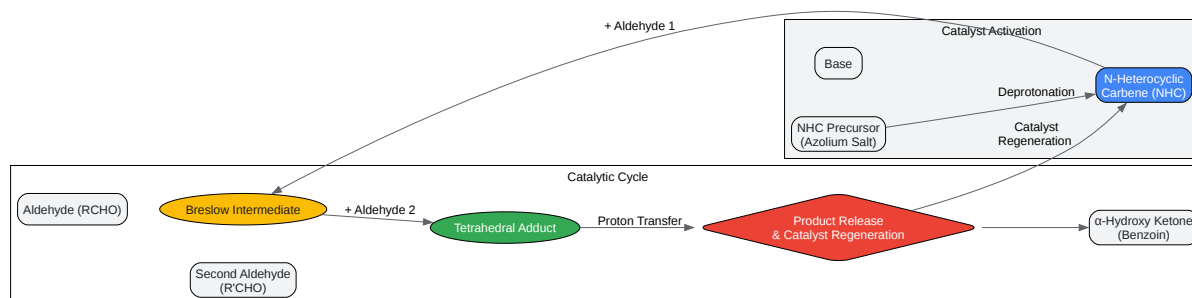 + Aldehyde 1
Catalyst Activation
Base
N-Heterocyclic
Carbene (NHC)
Deprotonation
NHC Precursor
(Azolium Salt)
Catalyst
Regeneration
Catalytic Cycle
Aldehyde (RCHO)
Breslow Intermediate
+ Aldehyde 2
Tetrahedral Adduct
Proton Transfer
Product Release
& Catalyst Regeneration
α-Hydroxy Ketone
(Benzoin)
Second Aldehyde
(R'CHO)